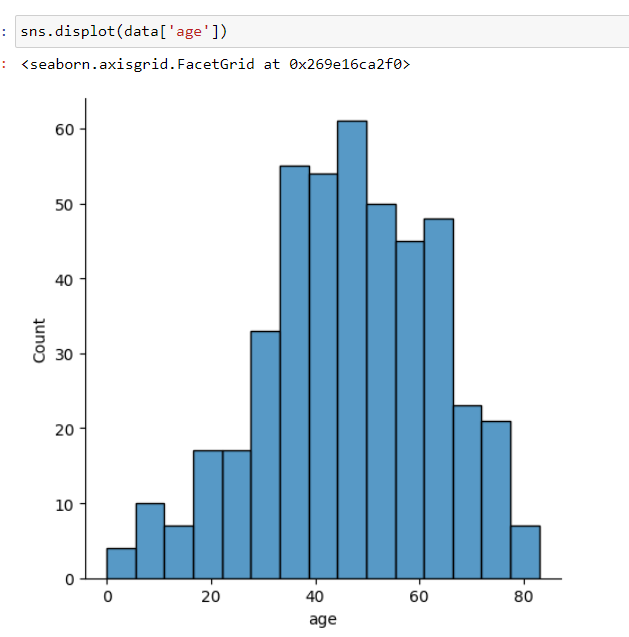 : sns.displot(data['age'])
: <seaborn.axisgrid.FacetGrid at 0x269e16ca2f0>
60
50
40
30
20
10
0
Count
0 20 40 60 80
age